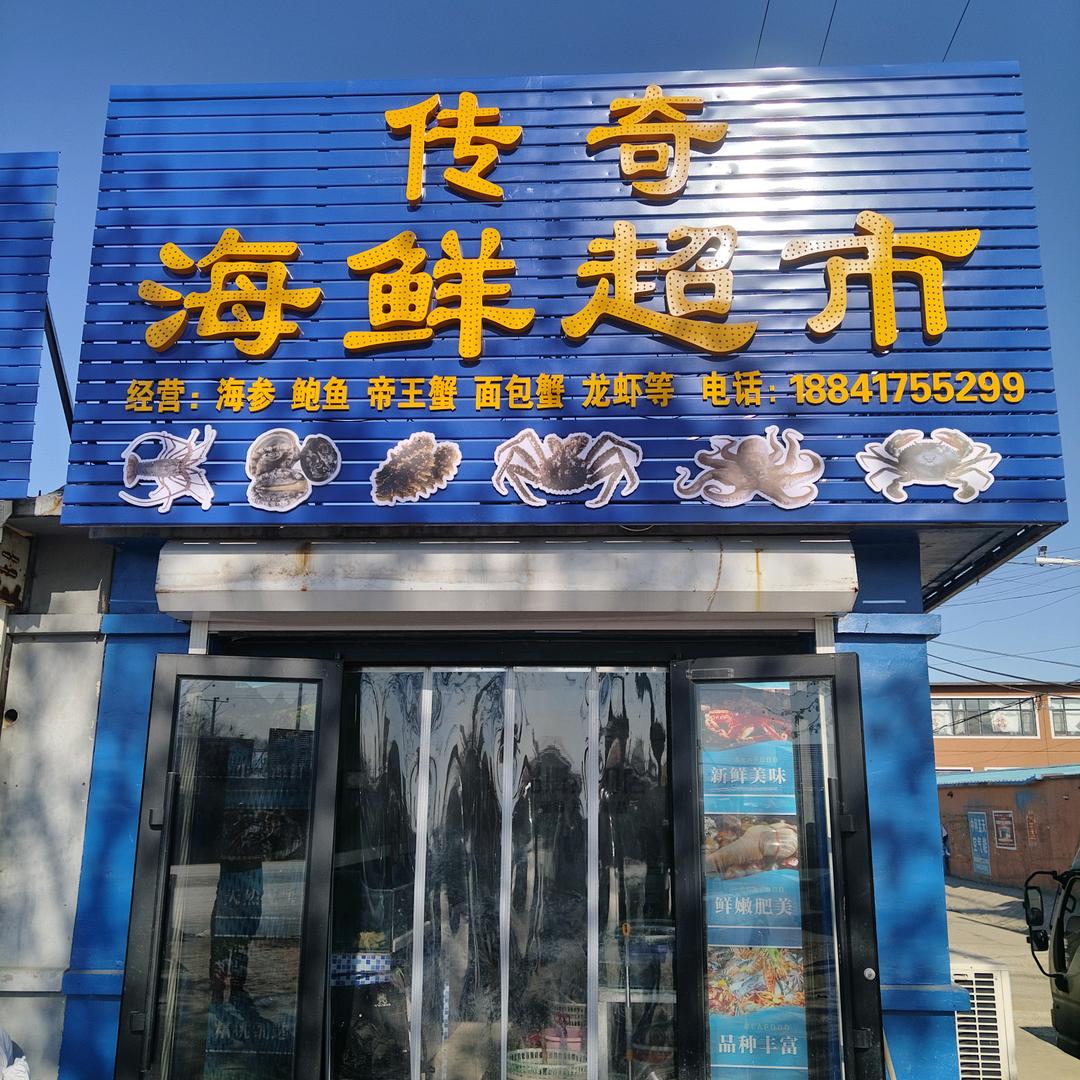 传奇
海鲜超市
经营：海参 鲍鱼 帝王蟹 面包蟹 龙虾等 电话：18841755299
新鲜美味
鲜嫩肥美
SEAFOOD
品种丰富